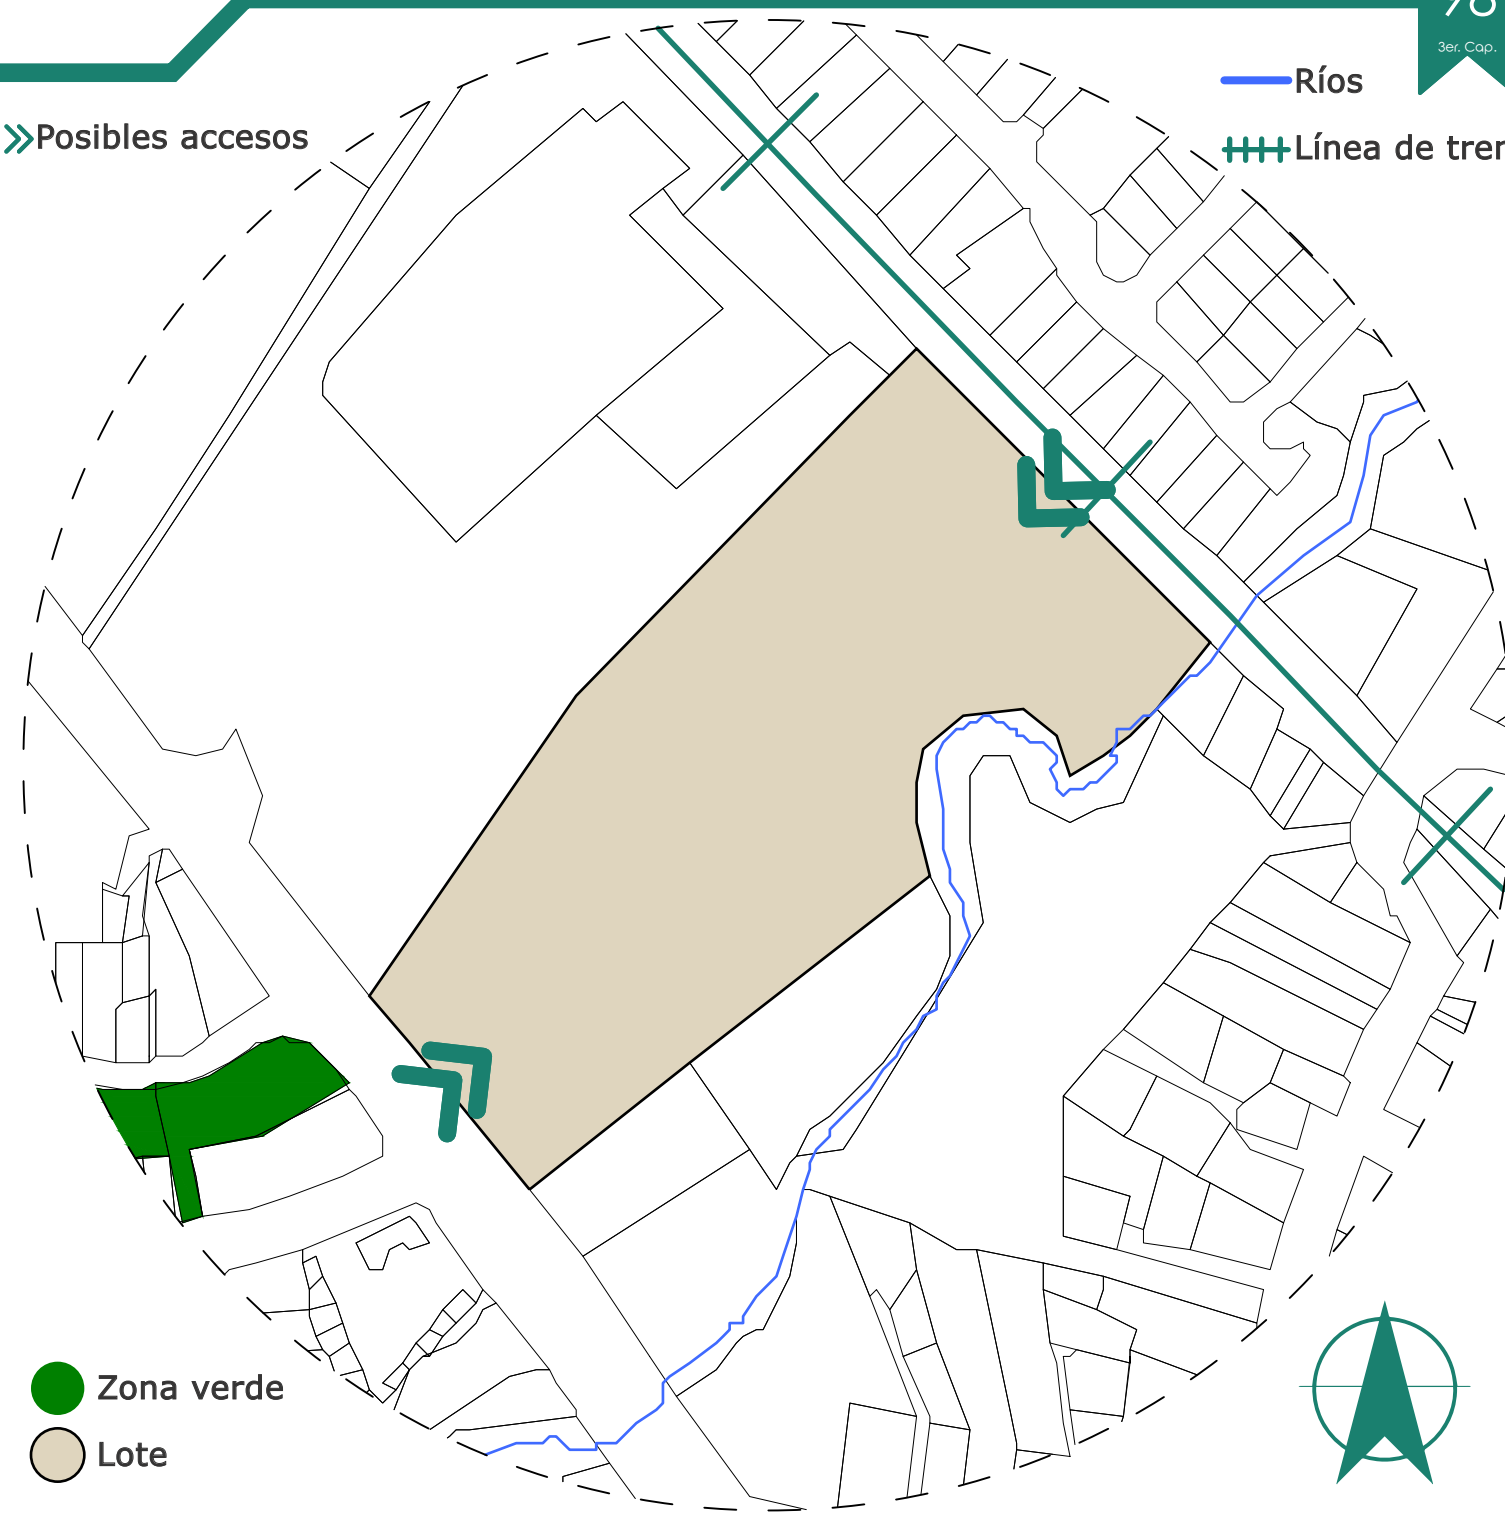 3er. Cap.
Ríos
Posibles accesos
Línea de tren
Zona verde
Lote